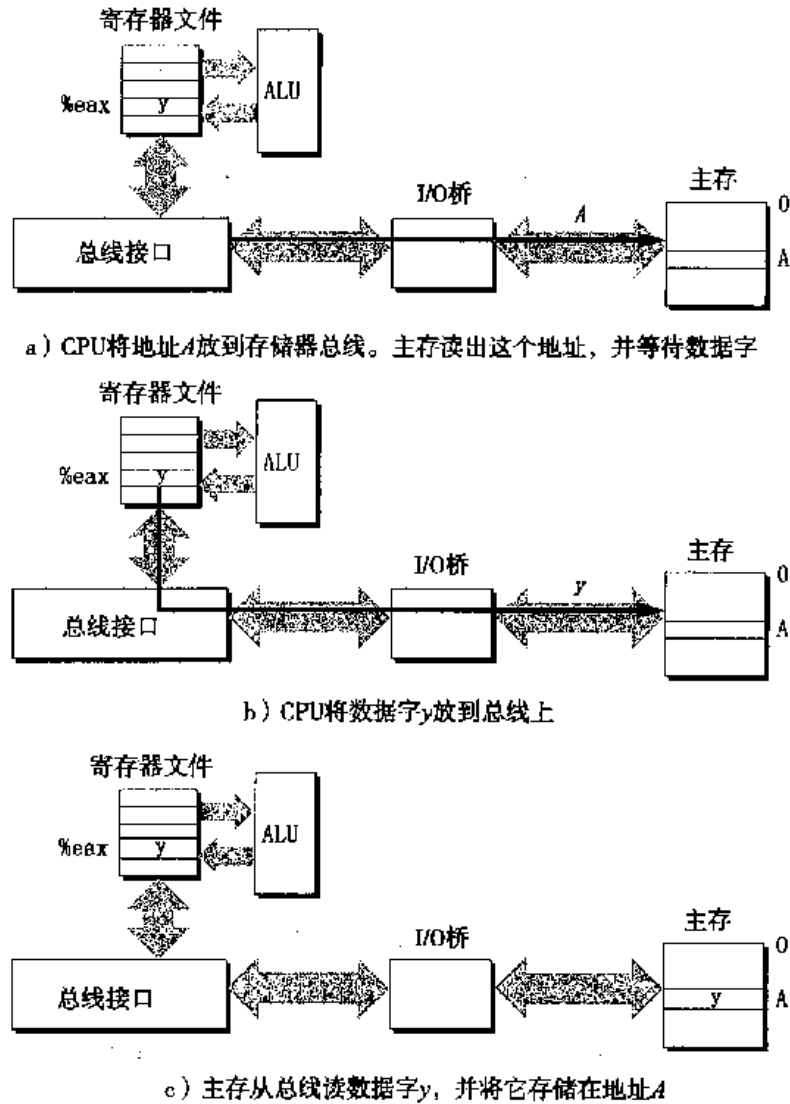 寄存器文件
%eax
y
ALU
总线接口
I/O桥
A
主存
0
A
a）CPU将地址A放到存储器总线。主存读出这个地址，并等待数据字
寄存器文件
%eax
y
ALU
总线接口
I/O桥
y
主存
0
A
b）CPU将数据字y放到总线上
寄存器文件
%eax
y
ALU
总线接口
I/O桥
主存
0
y
A
c）主存从总线读数据字y，并将它存储在地址A